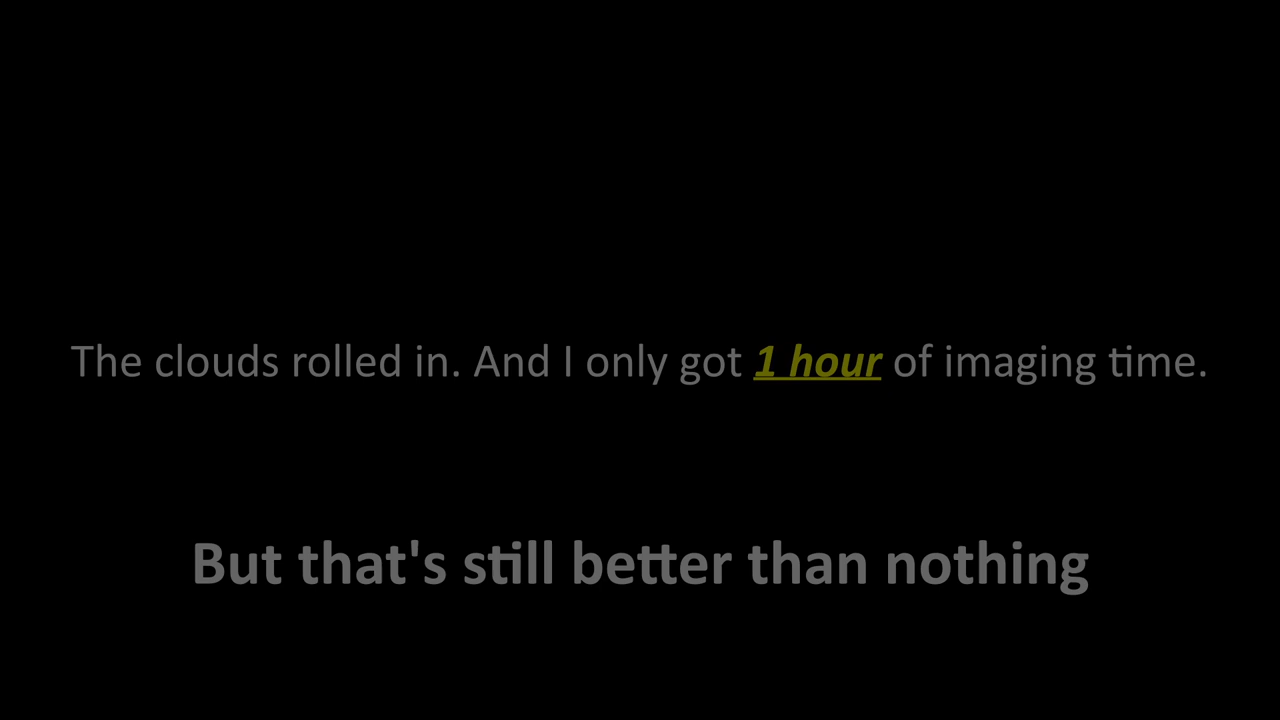 The clouds rolled in. And I only got 1 hour of imaging time.
But that's still better than nothing